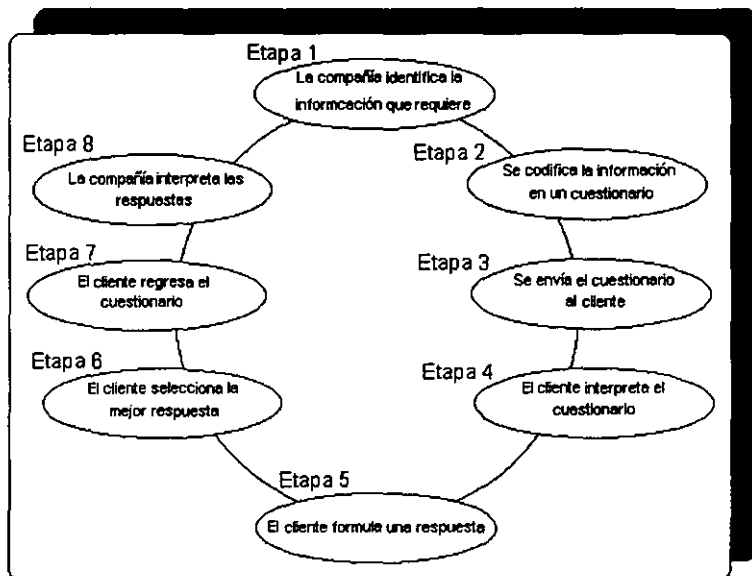 Etapa 1
La compañía identifica la
informcación que requiere
Etapa 2
Se codifica la información
en un cuestionario
Etapa 3
Se envía el cuestionario
al cliente
Etapa 4
El cliente interpreta el
cuestionario
Etapa 5
El cliente formula una respuesta
Etapa 6
El cliente selecciona la
mejor respuesta
Etapa 7
El cliente regresa el
cuestionario
Etapa 8
La compañía interpreta las
respuestas